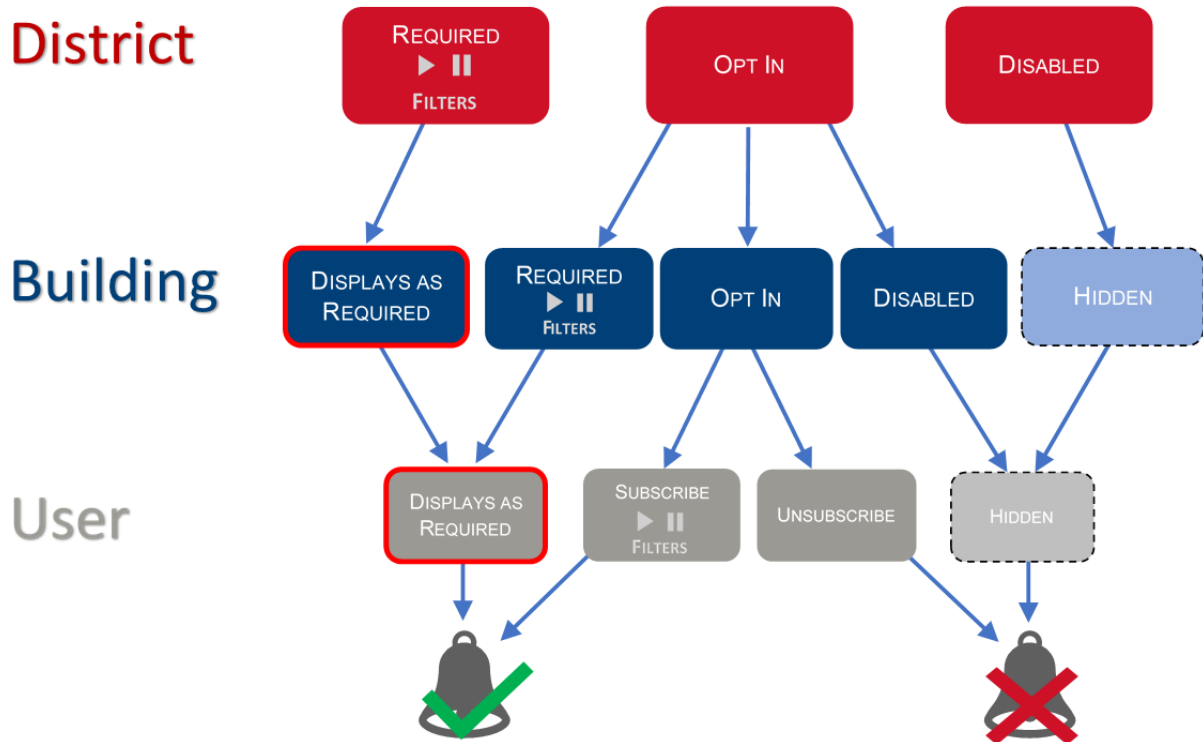 District
REQUIRED
FILTERS
OPT IN
DISABLED
Building
DISPLAYS AS
REQUIRED
REQUIRED
FILTERS
OPT IN
DISABLED
HIDDEN
User
DISPLAYS AS
REQUIRED
SUBSCRIBE
FILTERS
UNSUBSCRIBE
HIDDEN